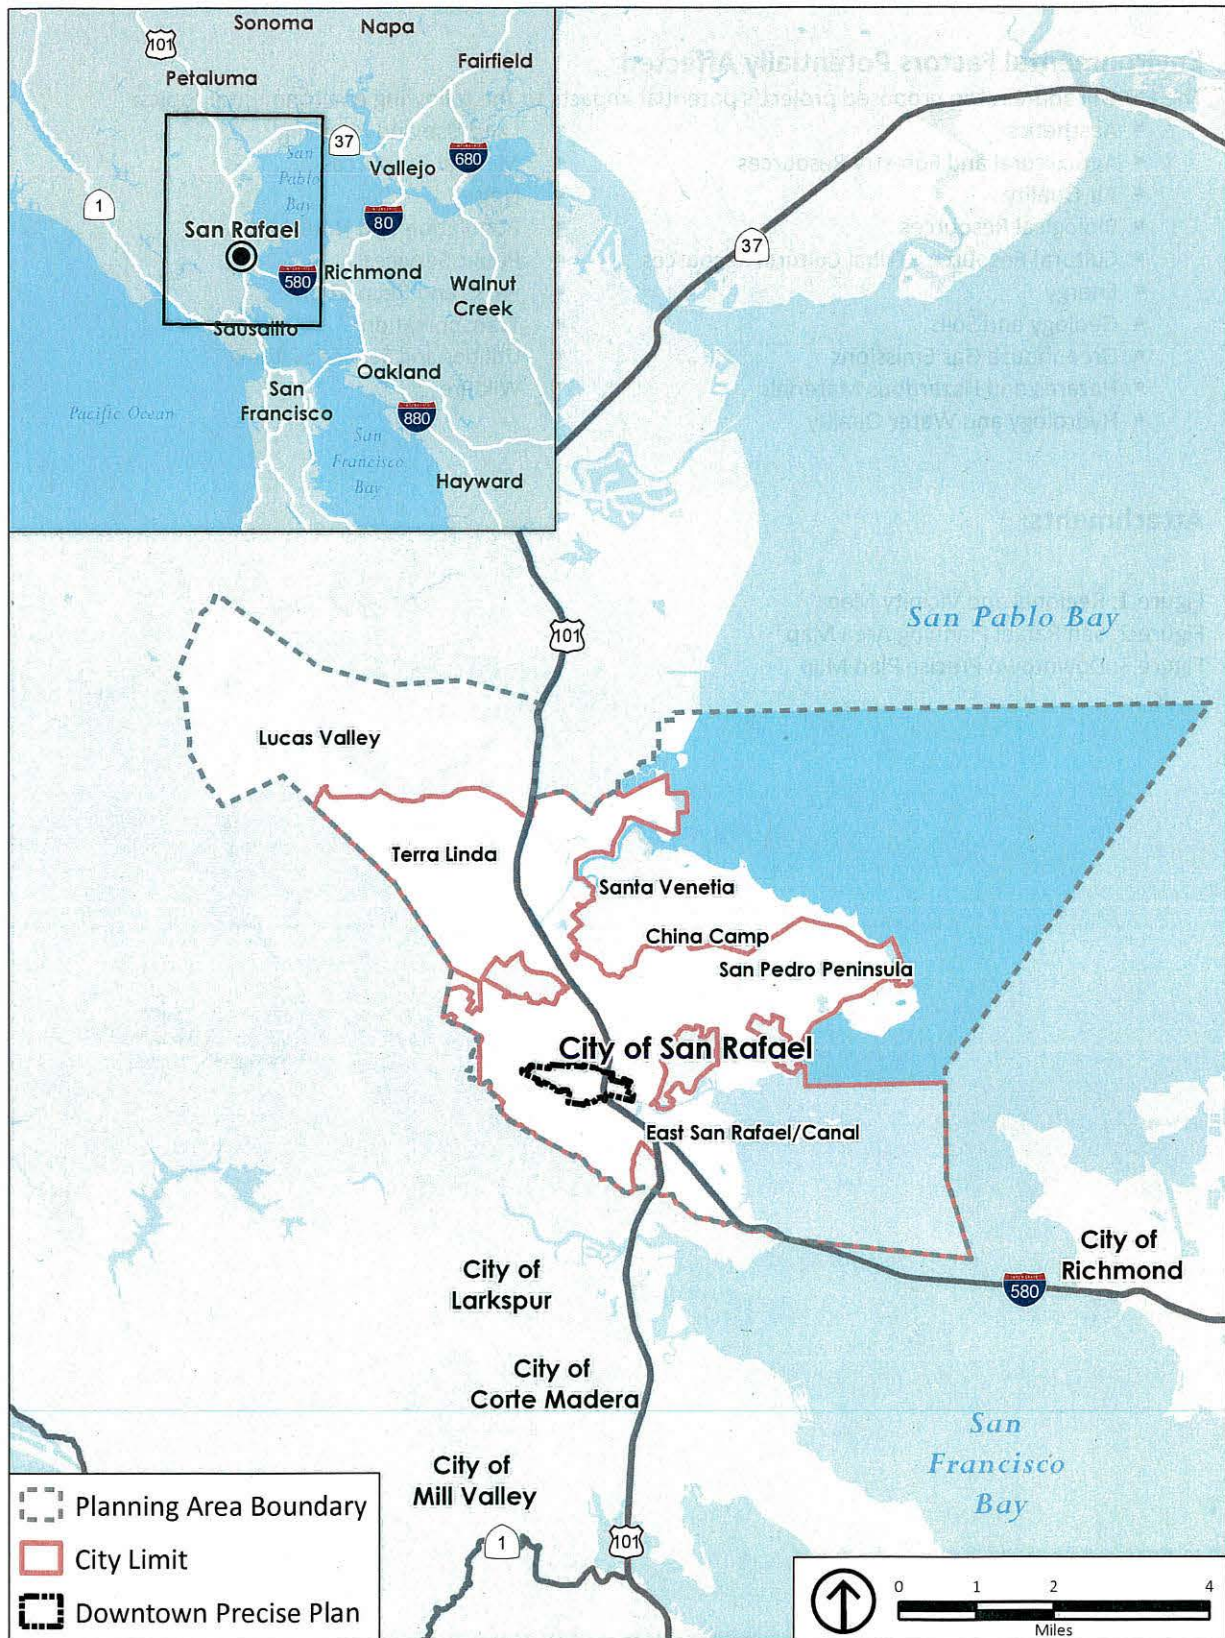 Sonoma
Napa
101
Petaluma
Fairfield
37
San
Pablo
Bay
Vallejo
680
1
80
San Rafael
580
Richmond
Walnut
Creek
Sausalito
Oakland
San
Francisco
Pacific Ocean
880
San
Francisco
Bay
Hayward
37
101
San Pablo Bay
Lucas Valley
Terra Linda
Santa Venetia
China Camp
San Pedro Peninsula
City of San Rafael
East San Rafael/Canal
City of
Richmond
City of
Larkspur
580
City of
Corte Madera
San
Francisco
Bay
City of
Mill Valley
1
101
Planning Area Boundary
City Limit
Downtown Precise Plan
0 1 2 4
Miles